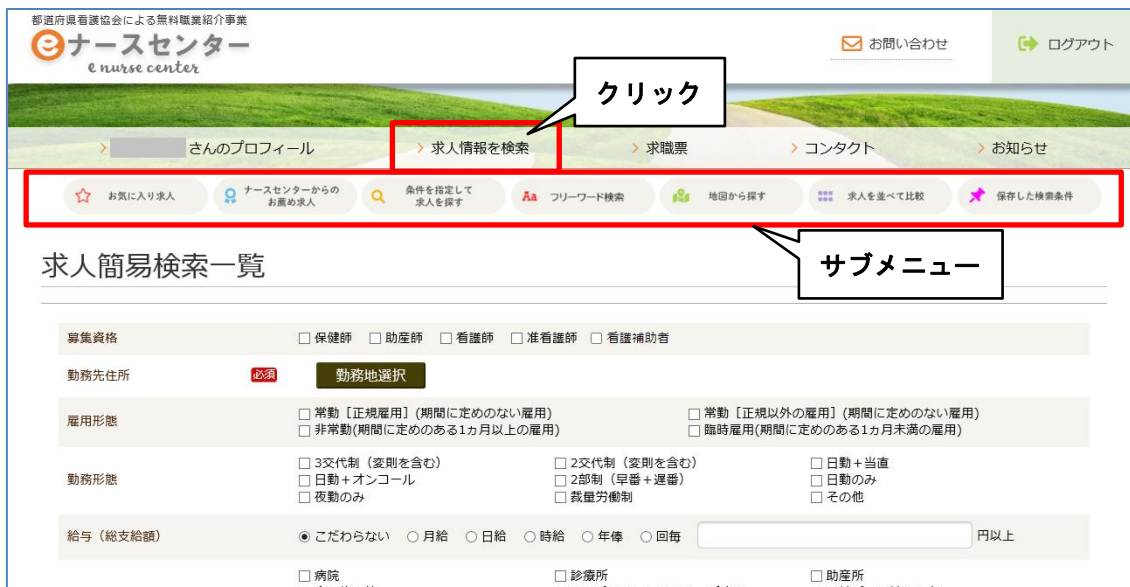 都道府県看護協会による無料職業紹介事業
eナースセンター
e nurse center
お問い合わせ
ログアウト
クリック
さんのプロフィール
求人情報を検索
求職票
コンタクト
お知らせ
お気に入り求人
ナースセンターからの
お薦め求人
条件を指定して
求人を探す
Aa フリーワード検索
地図から探す
求人を並べて比較
保存した検索条件
サブメニュー
求人簡易検索一覧
募集資格 保健師 助産師 看護師 准看護師 看護補助者
勤務先住所 必須 勤務地選択
雇用形態
常勤［正規雇用］(期間に定めのない雇用) 常勤［正規以外の雇用］(期間に定めのない雇用)
非常勤(期間に定めのある1ヵ月以上の雇用) 臨時雇用(期間に定めのある1ヵ月未満の雇用)
勤務形態
3交代制（変則を含む） 2交代制（変則を含む） 日勤＋当直
日勤＋オンコール 2部制（早番＋遅番） 日勤のみ
夜勤のみ 裁量労働制 その他
給与（総支給額） こだわらない 月給 日給 時給 年俸 回毎 円以上
病院 診療所 助産所